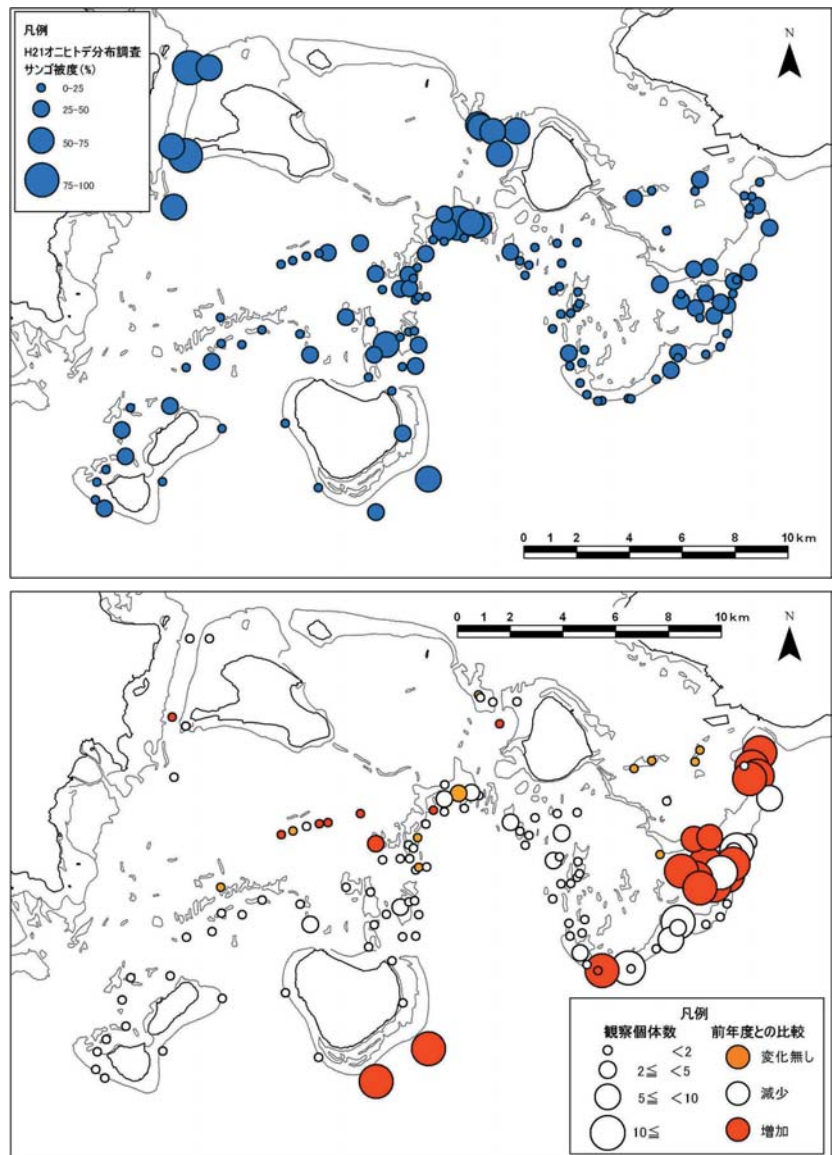 凡例
H21オニヒトデ分布調査
サンゴ被度(%)
0-25
25-50
50-75
75-100
N
0 1 2 4 6 8 10 km
0 1 2 4 6 8 10 km
N
凡例
観察個体数 前年度との比較
<2 変化無し
2≦ <5 減少
5≦ <10 増加
10≦